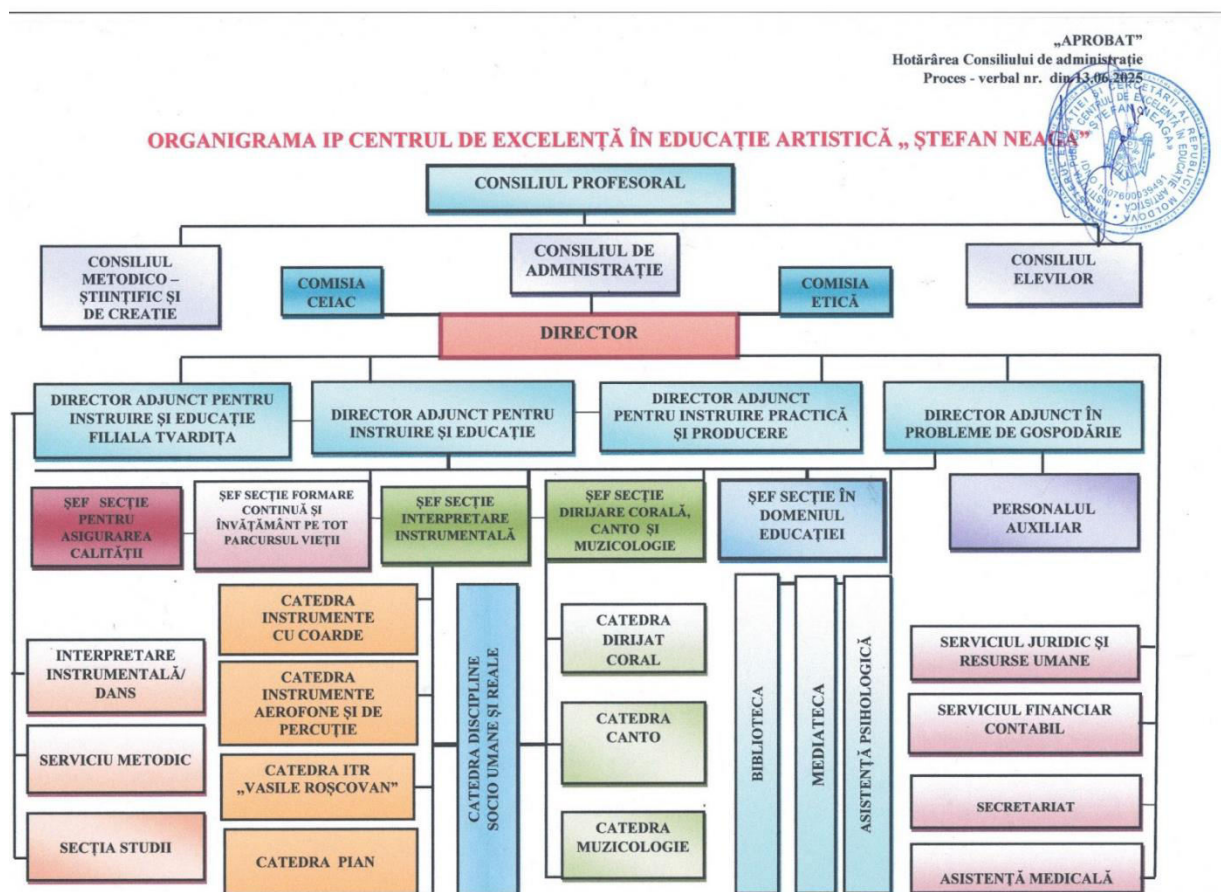 „APROBAT”
Hotărârea Consiliului de administrație
Proces - verbal nr. din 13.06.2025
ORGANIGRAMA IP CENTRUL DE EXCELENȚĂ ÎN EDUCAȚIE ARTISTICĂ „ ȘTEFAN NEAGA”
CONSILIUL PROFESORAL
CONSILIUL
METODICO –
ȘTIINȚIFIC ȘI
DE CREATIE
COMISIA
CEIAC
CONSILIUL DE
ADMINISTRAȚIE
COMISIA
ETICĂ
CONSILIUL
ELEVILOR
DIRECTOR
DIRECTOR ADJUNCT PENTRU
INSTRUIRE ȘI EDUCAȚIE
FILIALA TVARDIȚA
DIRECTOR ADJUNCT PENTRU
INSTRUIRE ȘI EDUCAȚIE
DIRECTOR ADJUNCT
PENTRU INSTRUIRE PRACTICĂ
ȘI PRODUCERE
DIRECTOR ADJUNCT ÎN
PROBLEME DE GOSPODĂRIE
ȘEF SECȚIE
PENTRU
ASIGURAREA
CALITĂȚII
ȘEF SECȚIE FORMARE
CONTINUĂ ȘI
ÎNVĂȚĂMÂNT PE TOT
PARCURSUL VIEȚII
ȘEF SECȚIE
INTERPRETARE
INSTRUMENTALĂ
ȘEF SECȚIE
DIRIJARE CORALĂ,
CANTO ȘI
MUZICOLOGIE
ȘEF SECȚIE ÎN
DOMENIUL
EDUCAȚIEI
PERSONALUL
AUXILIAR
INTERPRETARE
INSTRUMENTALĂ/
DANS
SERVICIU METODIC
SECȚIA STUDII
CATEDRA
INSTRUMENTE
CU COARDE
CATEDRA
INSTRUMENTE
AEROFONE ȘI DE
PERCUȚIE
CATEDRA ITR
„VASILE ROȘCOVAN”
CATEDRA PIAN
CATEDRA DISCIPLINE
SOCIO UMANE ȘI REALE
CATEDRA
DIRIJAT
CORAL
CATEDRA
CANTO
CATEDRA
MUZICOLOGIE
BIBLIOTECA
MEDIATECA
ASISTENȚĂ PSIHOLOGICĂ
SERVICIUL JURIDIC ȘI
RESURSE UMANE
SERVICIUL FINANCIAR
CONTABIL
SECRETARIAT
ASISTENȚĂ MEDICALĂ